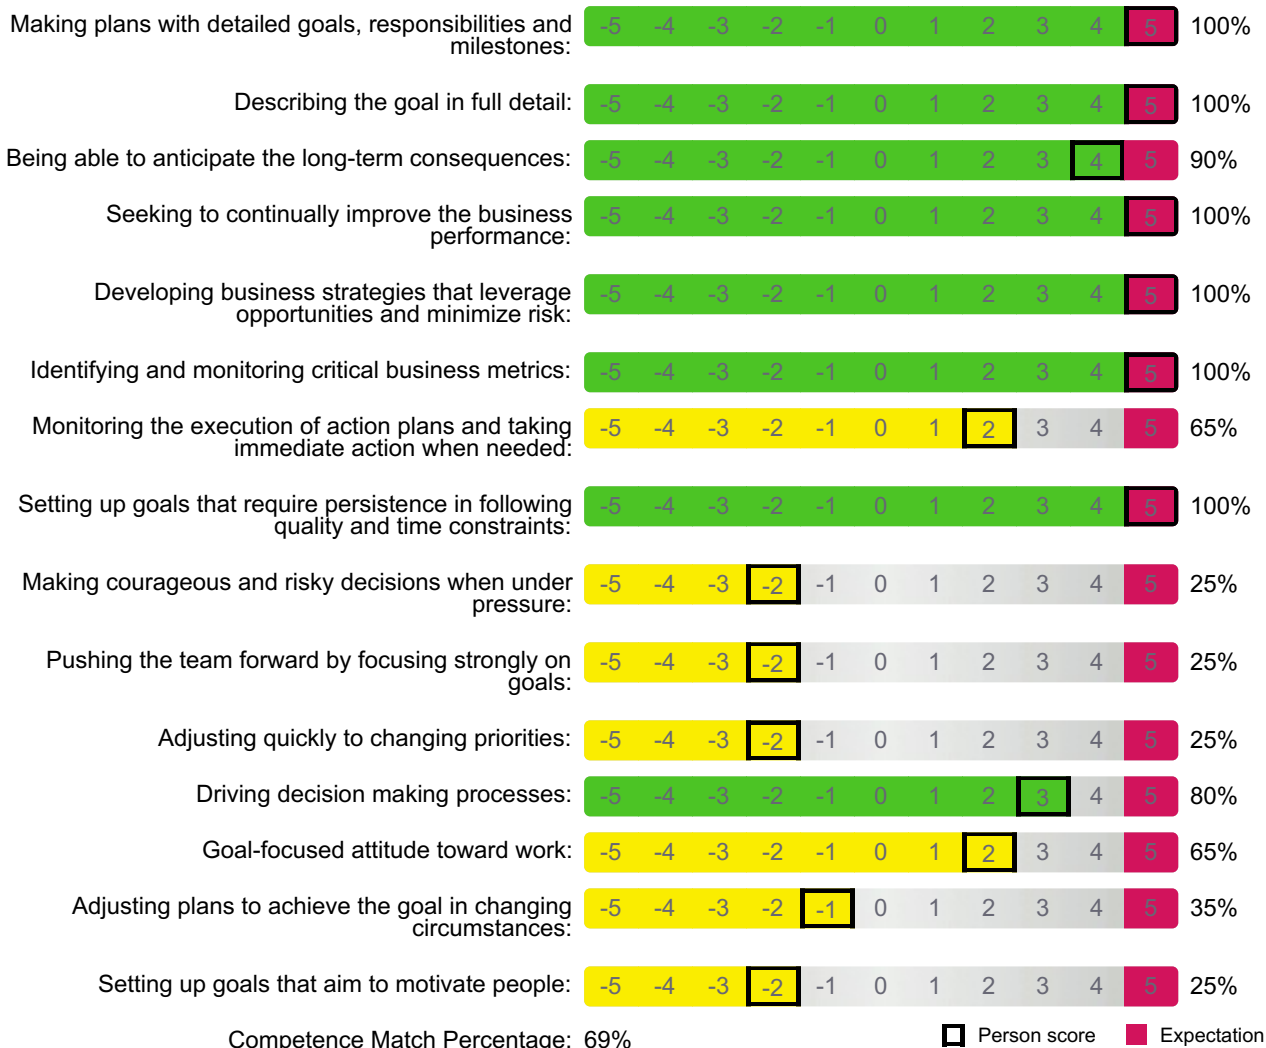 Making plans with detailed goals, responsibilities and -5 -4 -3 -2 -1 0 1 2 3 4 5 100%
milestones:
Describing the goal in full detail: -5 -4 -3 -2 -1 0 1 2 3 4 5 100%
Being able to anticipate the long-term consequences: -5 -4 -3 -2 -1 0 1 2 3 4 5 90%
Seeking to continually improve the business -5 -4 -3 -2 -1 0 1 2 3 4 5 100%
performance:
Developing business strategies that leverage -5 -4 -3 -2 -1 0 1 2 3 4 5 100%
opportunities and minimize risk:
Identifying and monitoring critical business metrics: -5 -4 -3 -2 -1 0 1 2 3 4 5 100%
Monitoring the execution of action plans and taking -5 -4 -3 -2 -1 0 1 2 3 4 5 65%
immediate action when needed:
Setting up goals that require persistence in following -5 -4 -3 -2 -1 0 1 2 3 4 5 100%
quality and time constraints:
Making courageous and risky decisions when under -5 -4 -3 -2 -1 0 1 2 3 4 5 25%
pressure:
Pushing the team forward by focusing strongly on -5 -4 -3 -2 -1 0 1 2 3 4 5 25%
goals:
Adjusting quickly to changing priorities: -5 -4 -3 -2 -1 0 1 2 3 4 5 25%
Driving decision making processes: -5 -4 -3 -2 -1 0 1 2 3 4 5 80%
Goal-focused attitude toward work: -5 -4 -3 -2 -1 0 1 2 3 4 5 65%
Adjusting plans to achieve the goal in changing -5 -4 -3 -2 -1 0 1 2 3 4 5 35%
circumstances:
Setting up goals that aim to motivate people: -5 -4 -3 -2 -1 0 1 2 3 4 5 25%
Competence Match Percentage: 69% Person score Expectation